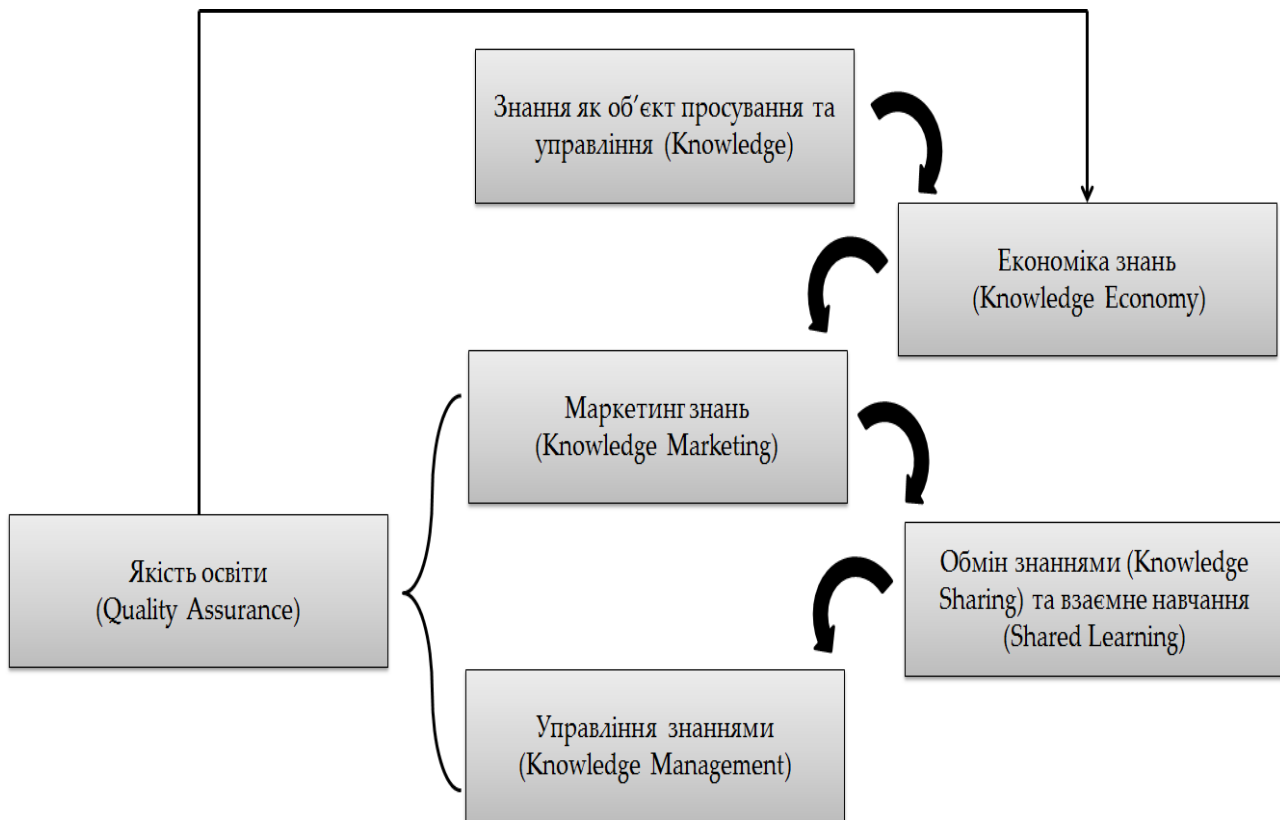 Знання як об’єкт просування та
управління (Knowledge)
Економіка знань
(Knowledge Economy)
Маркетинг знань
(Knowledge Marketing)
Якість освіти
(Quality Assurance)
Обмін знаннями (Knowledge
Sharing) та взаємне навчання
(Shared Learning)
Управління знаннями
(Knowledge Management)